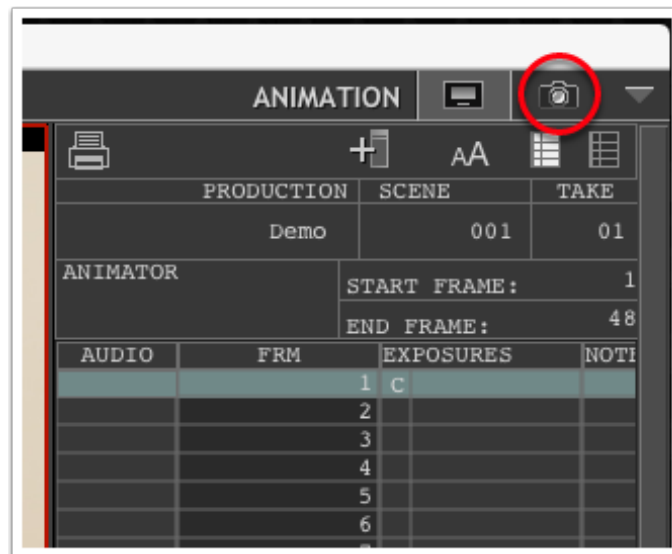 ANIMATION
AA
PRODUCTION SCENE TAKE
Demo 001 01
ANIMATOR
START FRAME: 1
END FRAME: 48
AUDIO FRM EXPOSURES NOTE
1 C
2
3
4
5
6